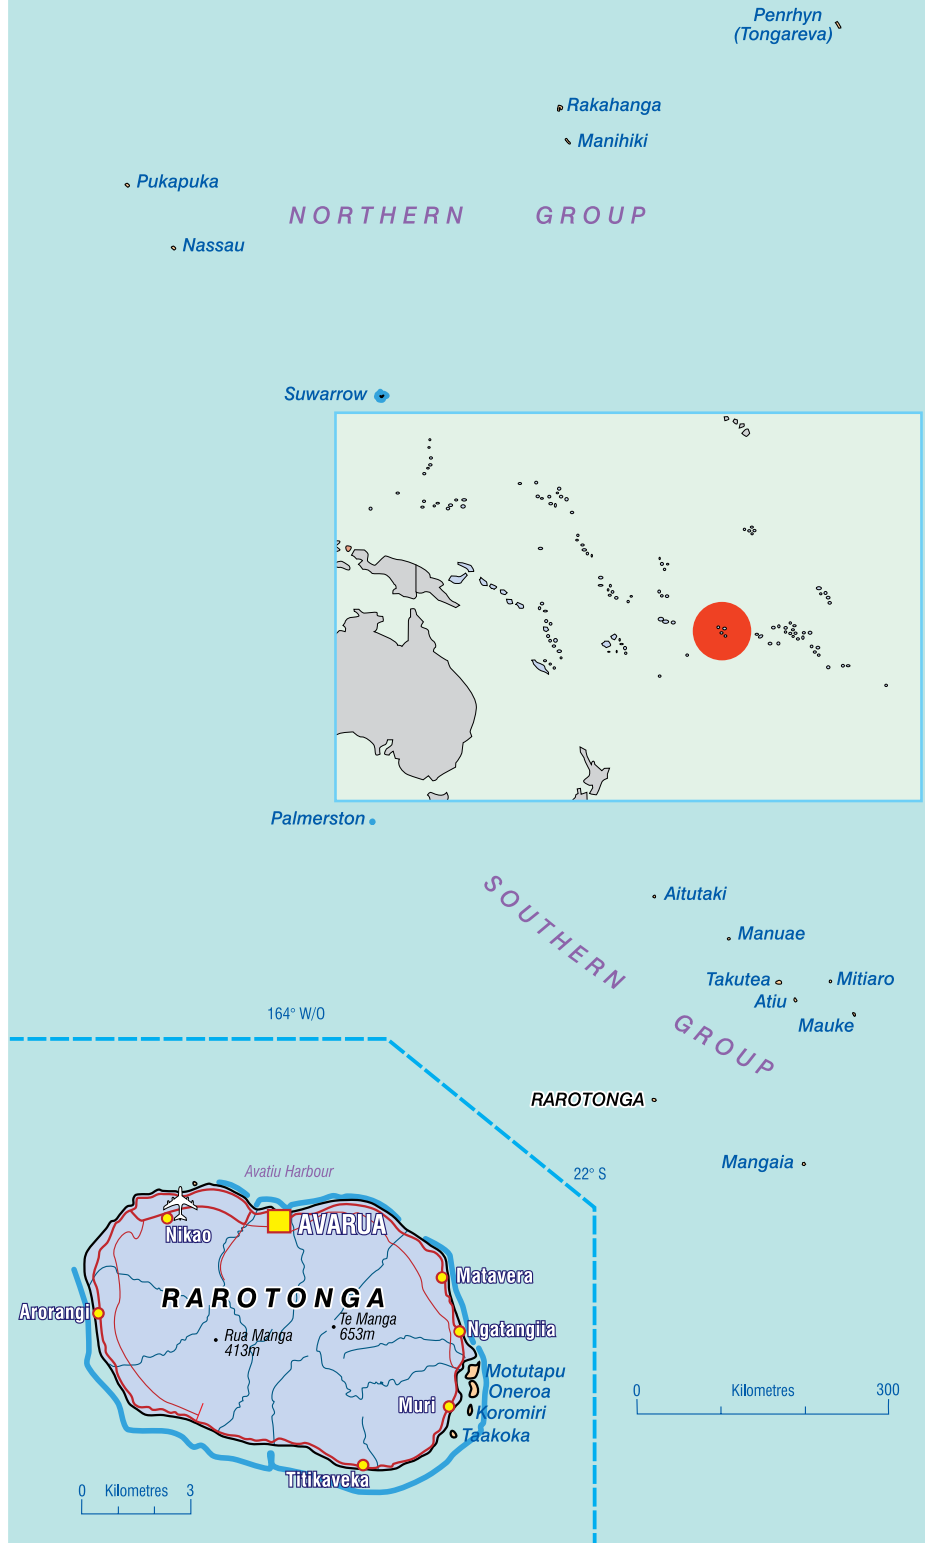 Penrhyn
(Tongareva)
Rakahanga
Manihiki
Pukapuka
NORTHERN GROUP
Nassau
Suwarrow
Palmerston
SOUTHERN GROUP
Aitutaki
Manuae
Takutea
Mitiaro
Atiu
Mauke
164° W/O
RAROTONGA
Mangaia
22° S
Avatiu Harbour
Nikao
AVARUA
Matavera
RAROTONGA
Arorangi
Te Manga
653m
Rua Manga
413m
Ngatangiia
Motutapu
Oneroa
Muri
Koromiri
Taakoka
Titikaveka
0 Kilometres 300
0 Kilometres 3